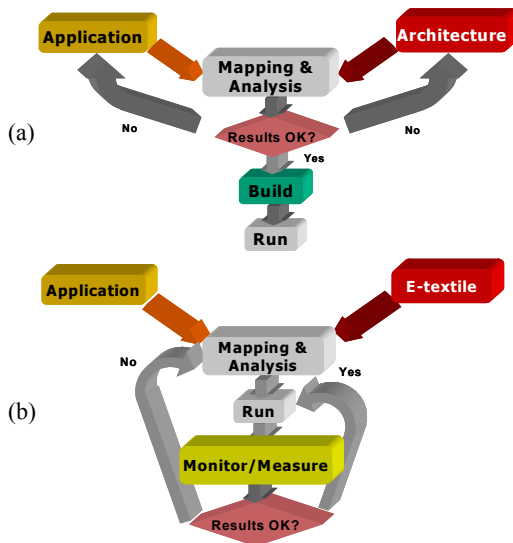 Application
Architecture
Mapping &
Analysis
No
Results OK?
No
(a)
Yes
Build
Run
Application
E-textile
Mapping &
Analysis
No
Yes
Run
(b)
Monitor/Measure
Results OK?